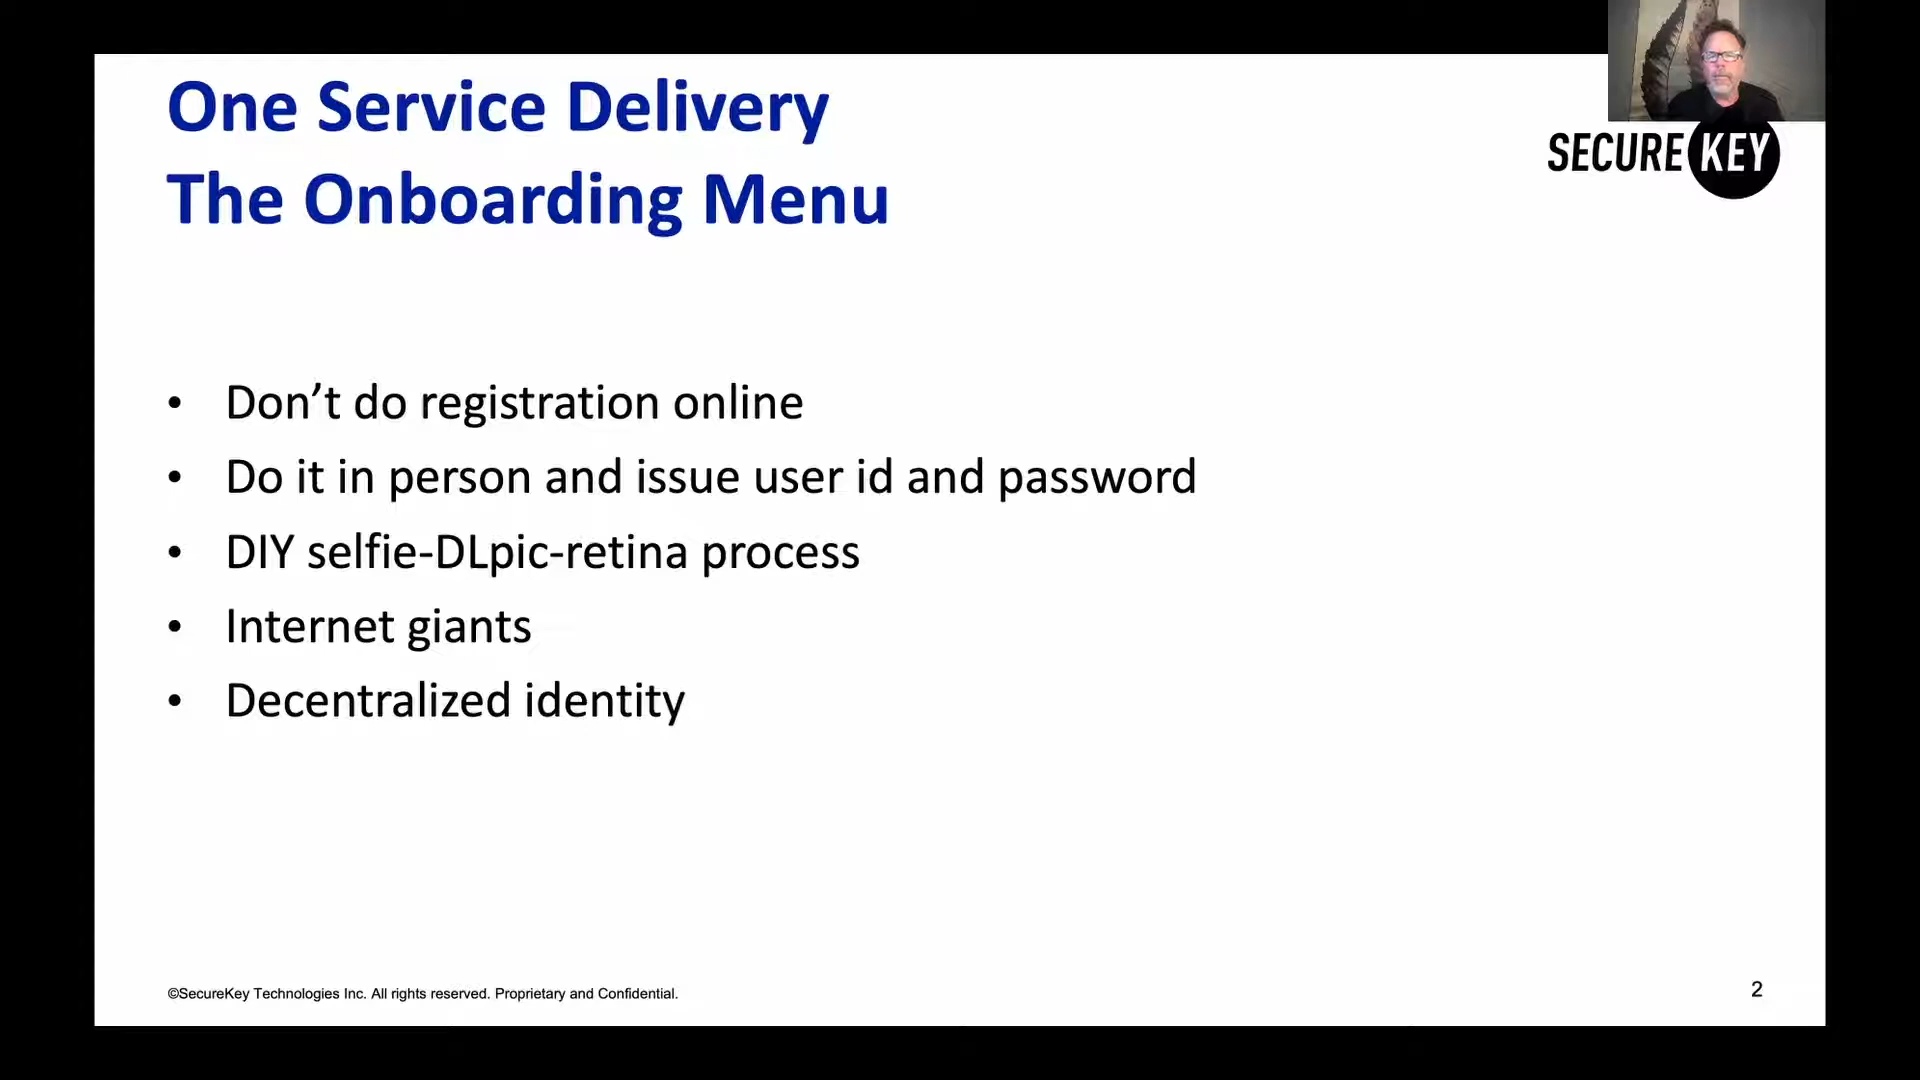 One Service Delivery
The Onboarding Menu
SECURE KEY
• Don’t do registration online
• Do it in person and issue user id and password
• DIY selfie-DLpic-retina process
• Internet giants
• Decentralized identity
©SecureKey Technologies Inc. All rights reserved. Proprietary and Confidential.
2